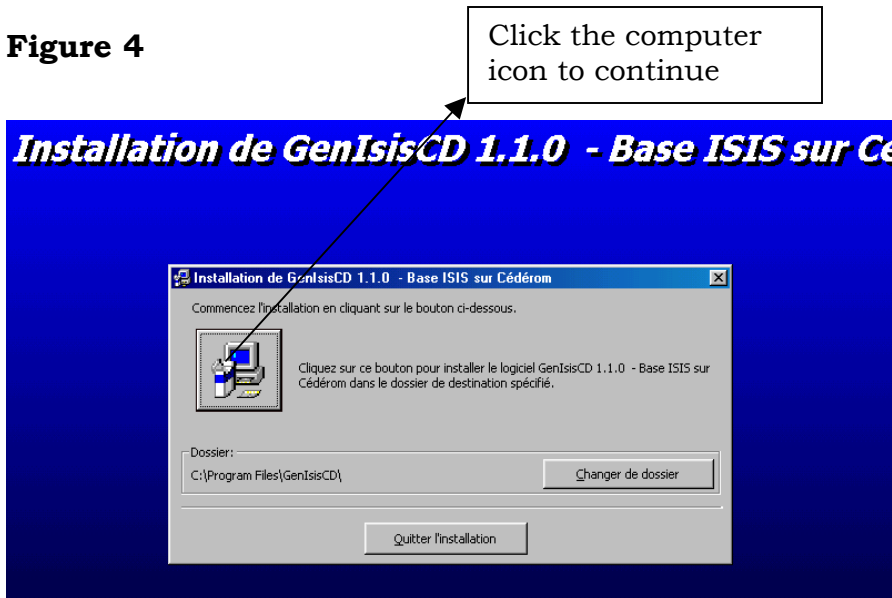 Figure 4
Click the computer
icon to continue
Installation de GenIsisCD 1.1.0 - Base ISIS sur Cé
Installation de GenIsisCD 1.1.0 - Base ISIS sur Cédérom
Commencez l'installation en cliquant sur le bouton ci-dessous.
Cliquez sur ce bouton pour installer le logiciel GenIsisCD 1.1.0 - Base ISIS sur
Cédérom dans le dossier de destination spécifié.
Dossier:
C:\Program Files\GenIsisCD\
Changer de dossier
Quitter l'installation